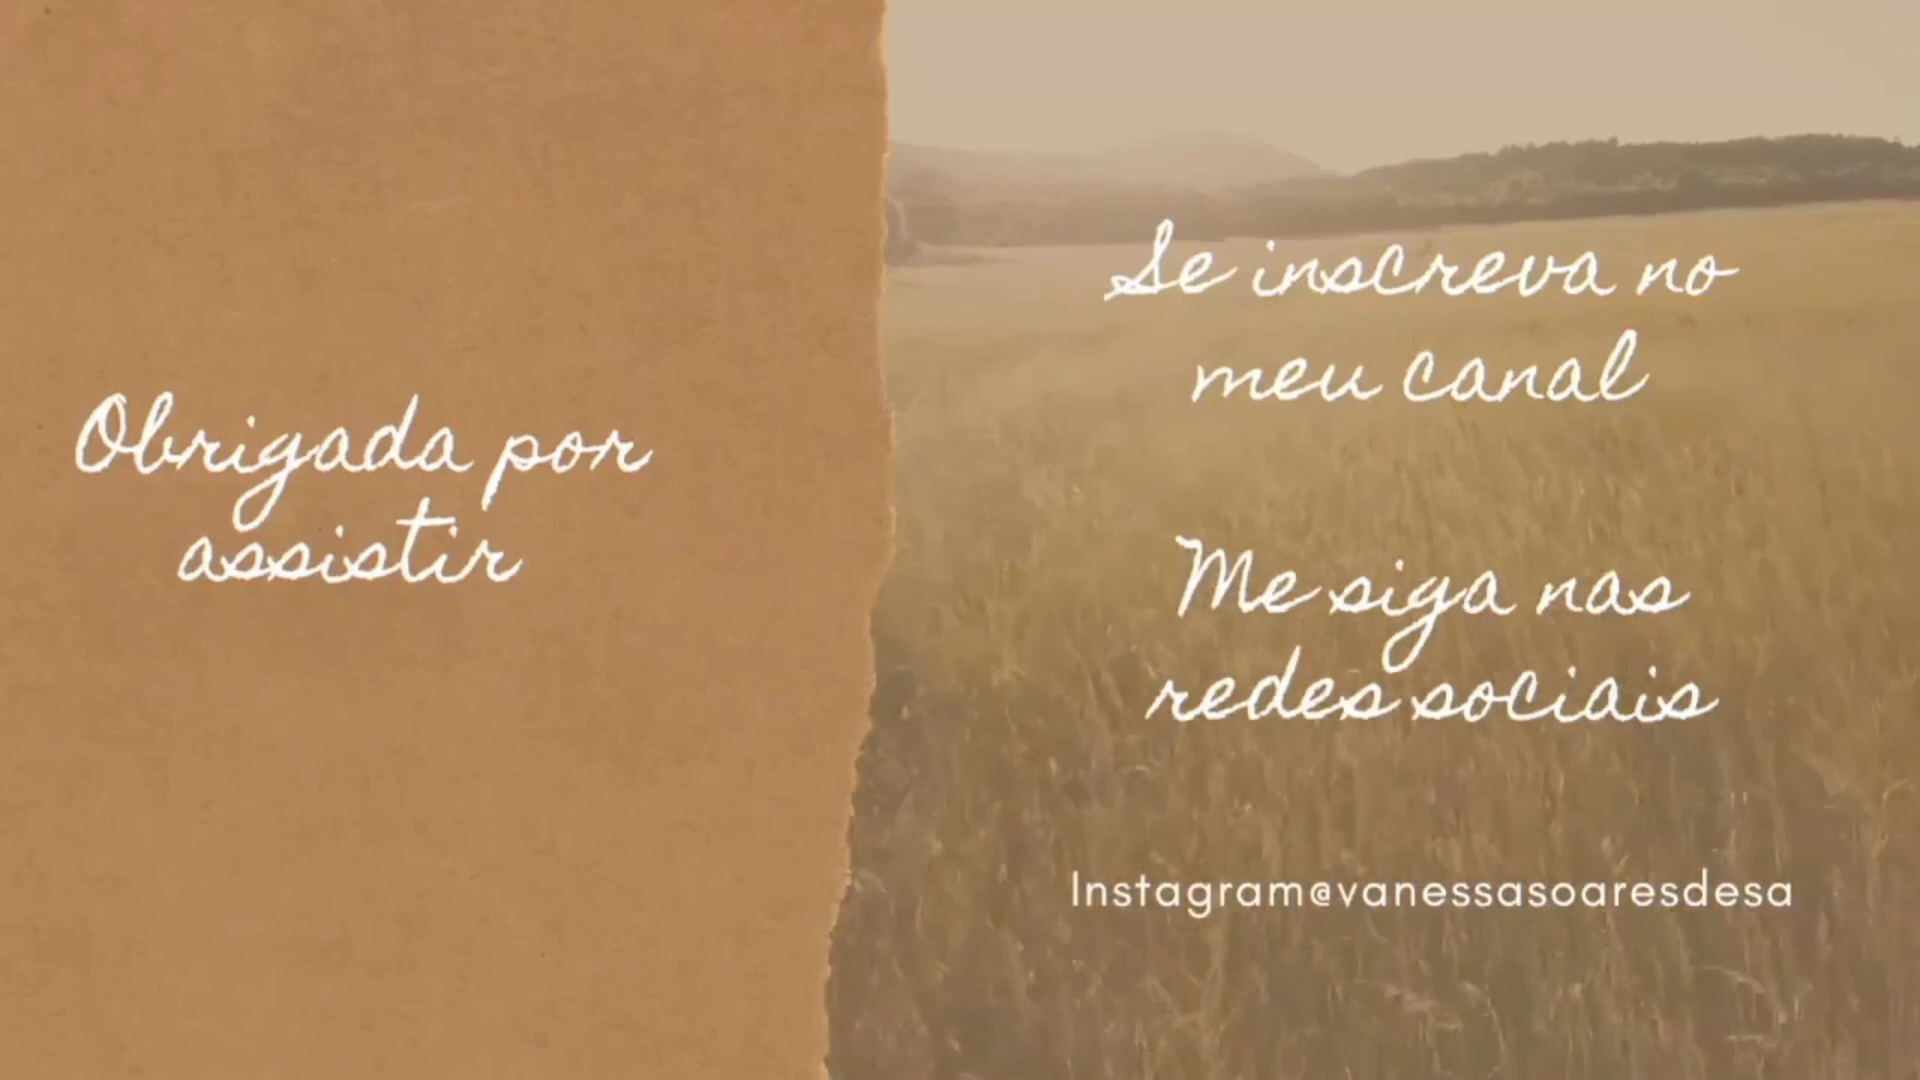 Obrigada por
assistir
Se inscreva no
meu canal
Me siga nas
redes sociais
Instagram@vanessasoaresdesa